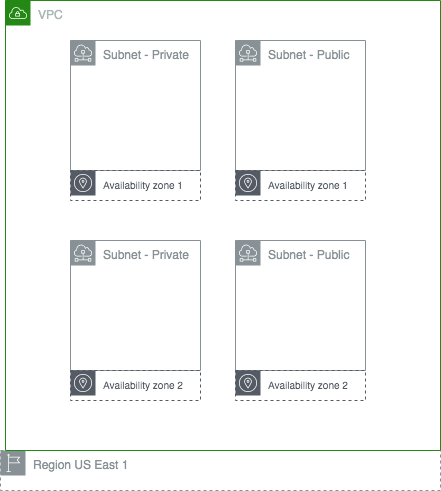 VPC
Subnet - Private
Subnet - Public
Availability zone 1
Availability zone 1
Subnet - Private
Subnet - Public
Availability zone 2
Availability zone 2
Region US East 1